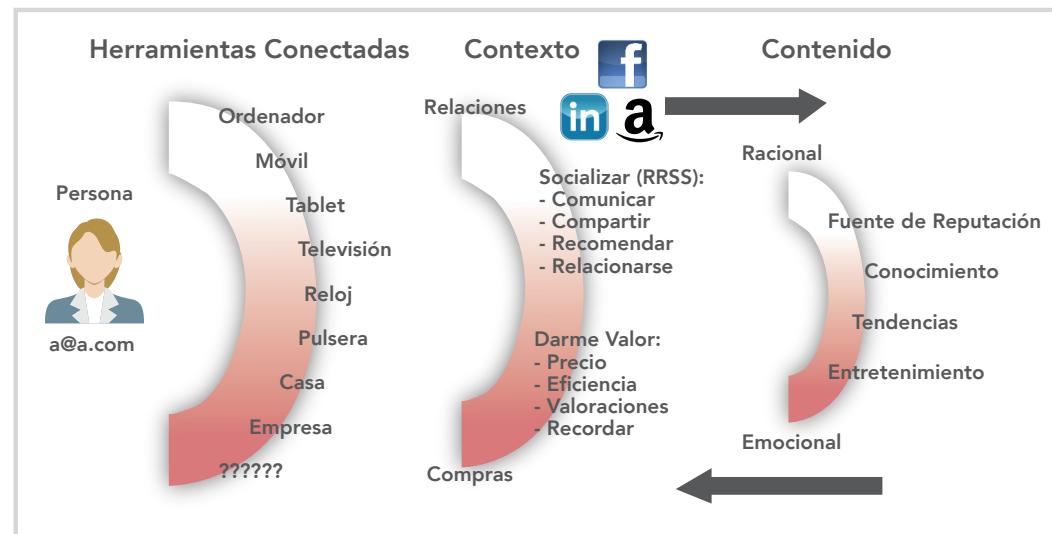 Herramientas Conectadas
Contexto
Contenido
Persona
a@a.com
Ordenador
Móvil
Tablet
Televisión
Reloj
Pulsera
Casa
Empresa
??????
f
in
a
Relaciones
Socializar (RRSS):
- Comunicar
- Compartir
- Recomendar
- Relacionarse
Darme Valor:
- Precio
- Eficiencia
- Valoraciones
- Recordar
Compras
Racional
Fuente de Reputación
Conocimiento
Tendencias
Entretenimiento
Emocional